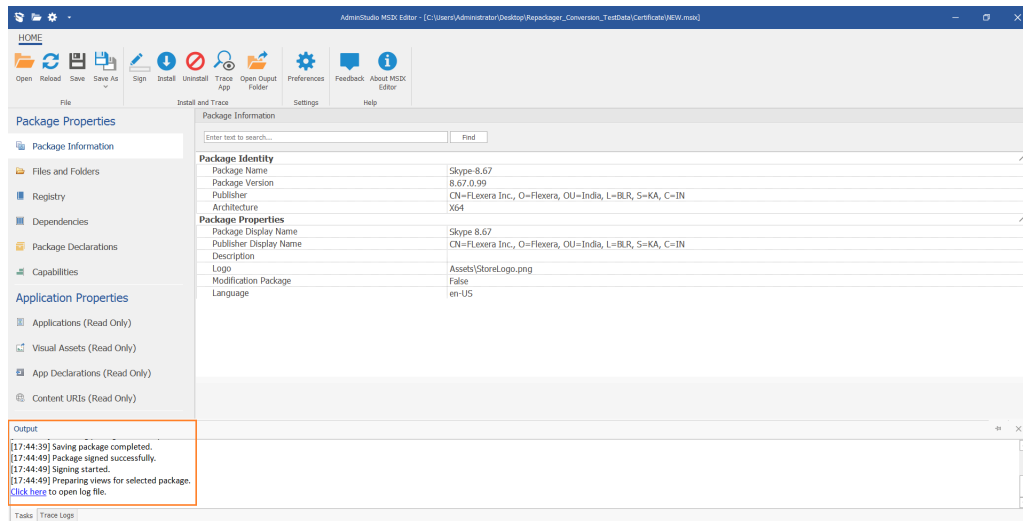 AdminStudio MSIX Editor - [C:\Users\Administrator\Desktop\Repackager_Conversion_TestData\Certificate\NEW.msix]
HOME
Open Reload Save Save As Sign Install Uninstall Trace App Open Ouput Folder Preferences Feedback About MSIX Editor
File Install and Trace Settings Help
Package Properties
Package Information
Files and Folders
Registry
Dependencies
Package Declarations
Capabilities
Application Properties
Applications (Read Only)
Visual Assets (Read Only)
App Declarations (Read Only)
Content URIs (Read Only)
Package Information
Enter text to search... Find
Package Identity
Package Name Skype-8.67
Package Version 8.67.0.99
Publisher CN=FLexera Inc., O=Flexera, OU=India, L=BLR, S=KA, C=IN
Architecture X64
Package Properties
Package Display Name Skype 8.67
Publisher Display Name CN=FLexera Inc., O=Flexera, OU=India, L=BLR, S=KA, C=IN
Description
Logo Assets\StoreLogo.png
Modification Package False
Language en-US
Output
[17:44:39] Saving package completed.
[17:44:49] Package signed successfully.
[17:44:49] Signing started.
[17:44:49] Preparing views for selected package.
Click here to open log file.
Tasks Trace Logs